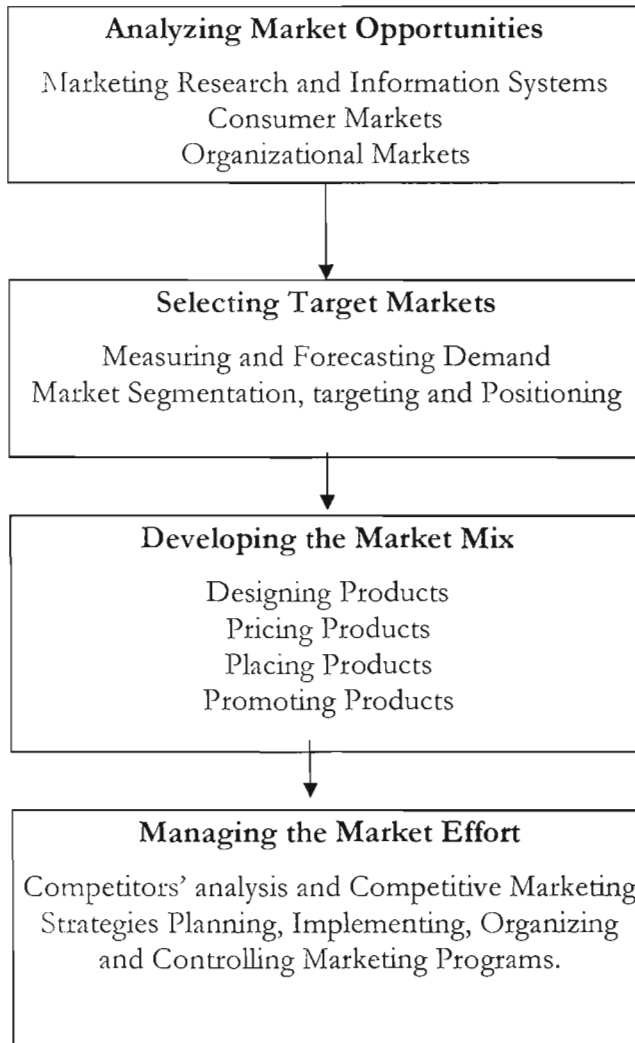 Analyzing Market Opportunities
Marketing Research and Information Systems
Consumer Markets
Organizational Markets
Selecting Target Markets
Measuring and Forecasting Demand
Market Segmentation, targeting and Positioning
Developing the Market Mix
Designing Products
Pricing Products
Placing Products
Promoting Products
Managing the Market Effort
Competitors' analysis and Competitive Marketing
Strategies Planning, Implementing, Organizing
and Controlling Marketing Programs.